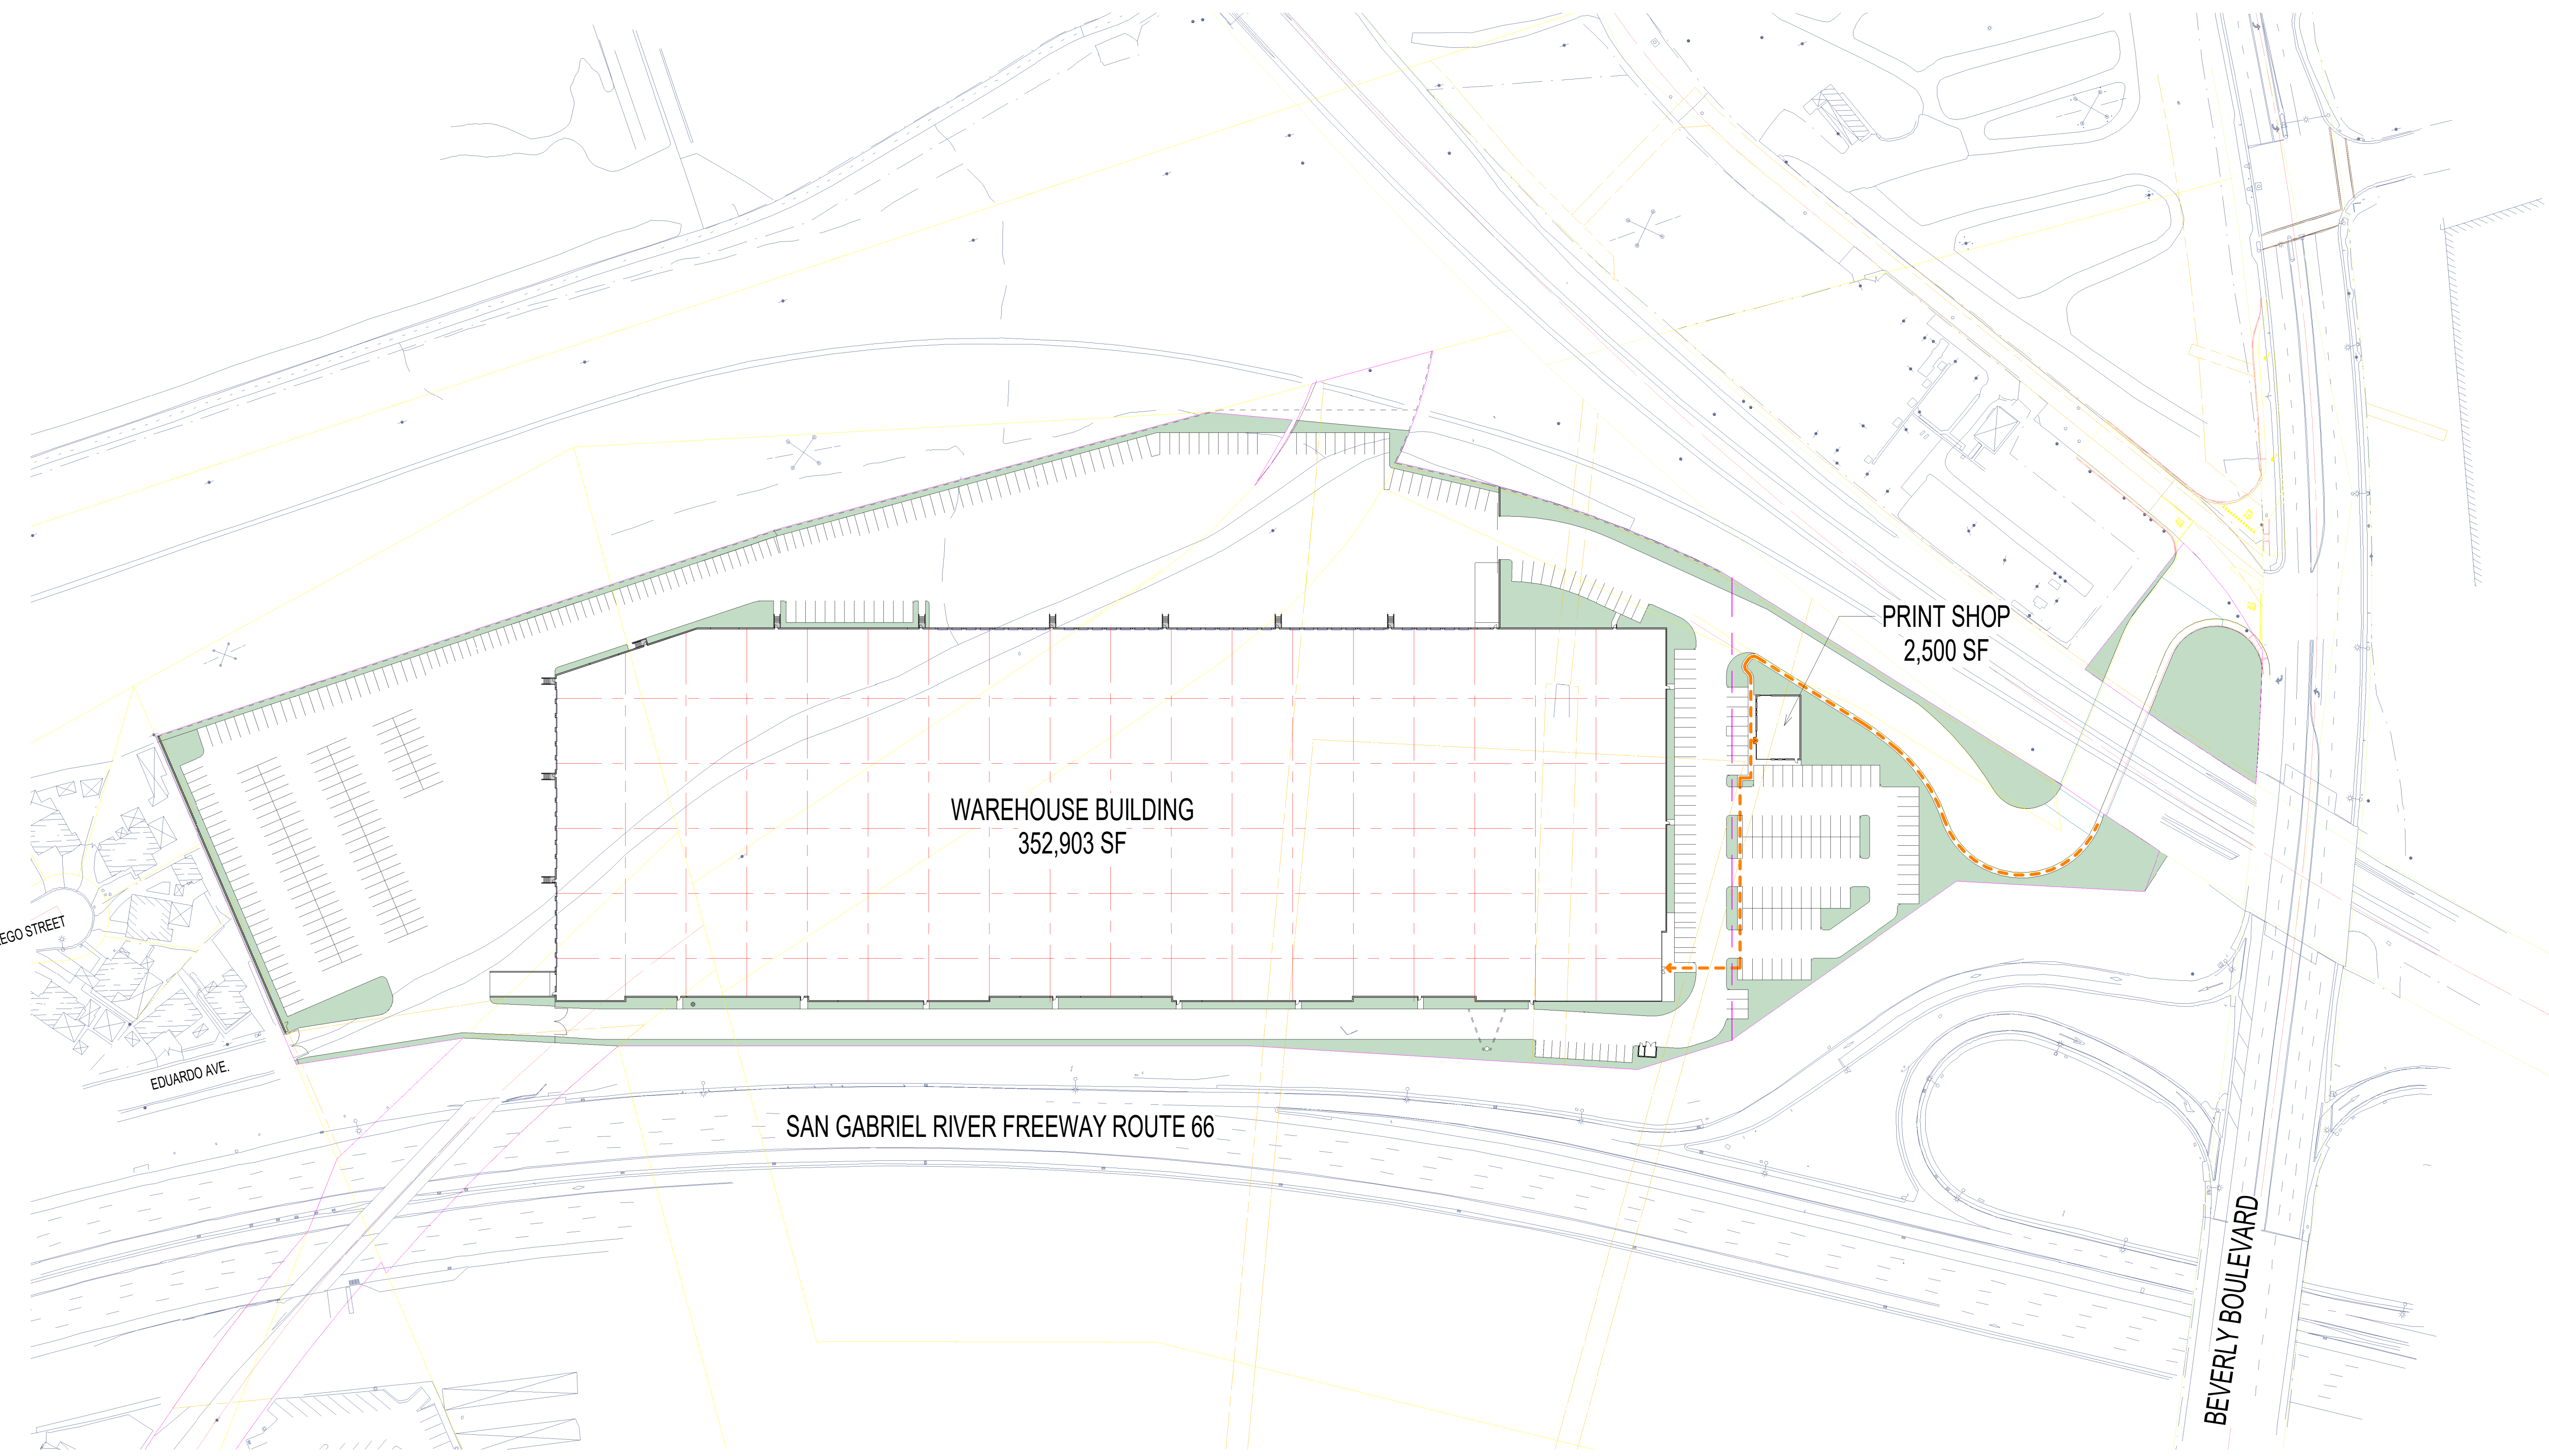 PRINT SHOP
2,500 SF
WAREHOUSE BUILDING
352,903 SF
EGO STREET
EDUARDO AVE.
SAN GABRIEL RIVER FREEWAY ROUTE 66
BEVERLY BOULEVARD